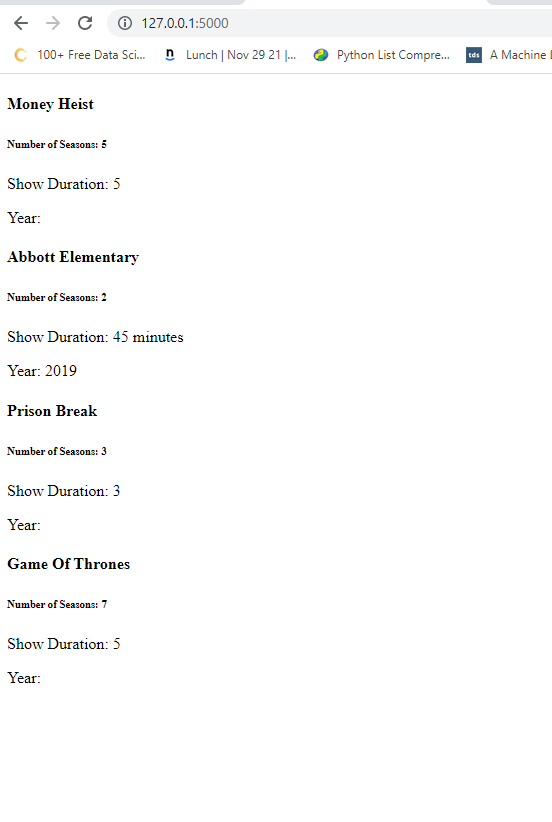 127.0.0.1:5000
100+ Free Data Sci... n Lunch | Nov 29 21 |... Python List Compre... tds A Machine
Money Heist
Number of Seasons: 5
Show Duration: 5
Year:
Abbott Elementary
Number of Seasons: 2
Show Duration: 45 minutes
Year: 2019
Prison Break
Number of Seasons: 3
Show Duration: 3
Year:
Game Of Thrones
Number of Seasons: 7
Show Duration: 5
Year: